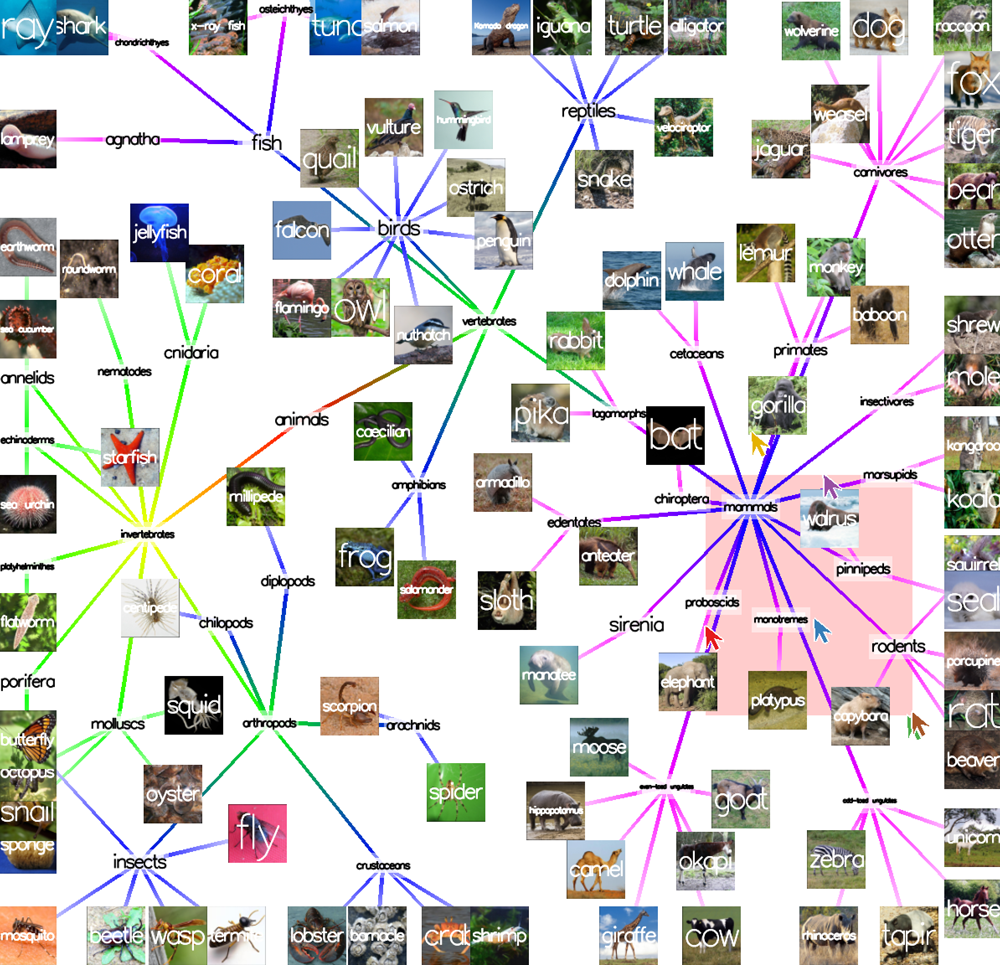 ray
shark
chondrichthyes
x-ray fish
osteichthyes
tuna
salmon
Komodo dragon
iguana
turtle
alligator
wolverine
dog
raccoon
fox
lamprey
agnatha
fish
quail
vulture
hummingbird
reptiles
velociraptor
weasel
jaguar
tiger
carnivores
bear
ostrich
snake
earthworm
roundworm
jellyfish
coral
falcon
birds
penguin
dolphin
whale
lemur
monkey
otter
flamingo
owl
nuthatch
vertebrates
rabbit
baboon
sea cucumber
cnidaria
nematodes
annelids
cetaceans
primates
shrew
mole
insectivores
animals
caecilian
pika
lagomorphs
gorilla
bat
kangaroo
echinoderms
starfish
sea urchin
millipede
amphibians
armadillo
chiroptera
mammals
marsupials
koala
invertebrates
edentates
walrus
platyhelminthes
frog
salamander
anteater
pinnipeds
squirrel
seal
flatworm
centipede
chilopods
diplopods
sloth
sirenia
proboscids
monotremes
rodents
porcupine
porifera
manatee
elephant
platypus
capybara
rat
butterfly
molluscs
squid
arthropods
scorpion
arachnids
moose
beaver
octopus
snail
sponge
oyster
spider
even-toed ungulates
odd-toed ungulates
hippopotamus
goat
fly
unicorn
insects
crustaceans
camel
okapi
zebra
horse
mosquito
beetle
wasp
termite
lobster
barnacle
crab
shrimp
giraffe
cow
rhinoceros
tapir